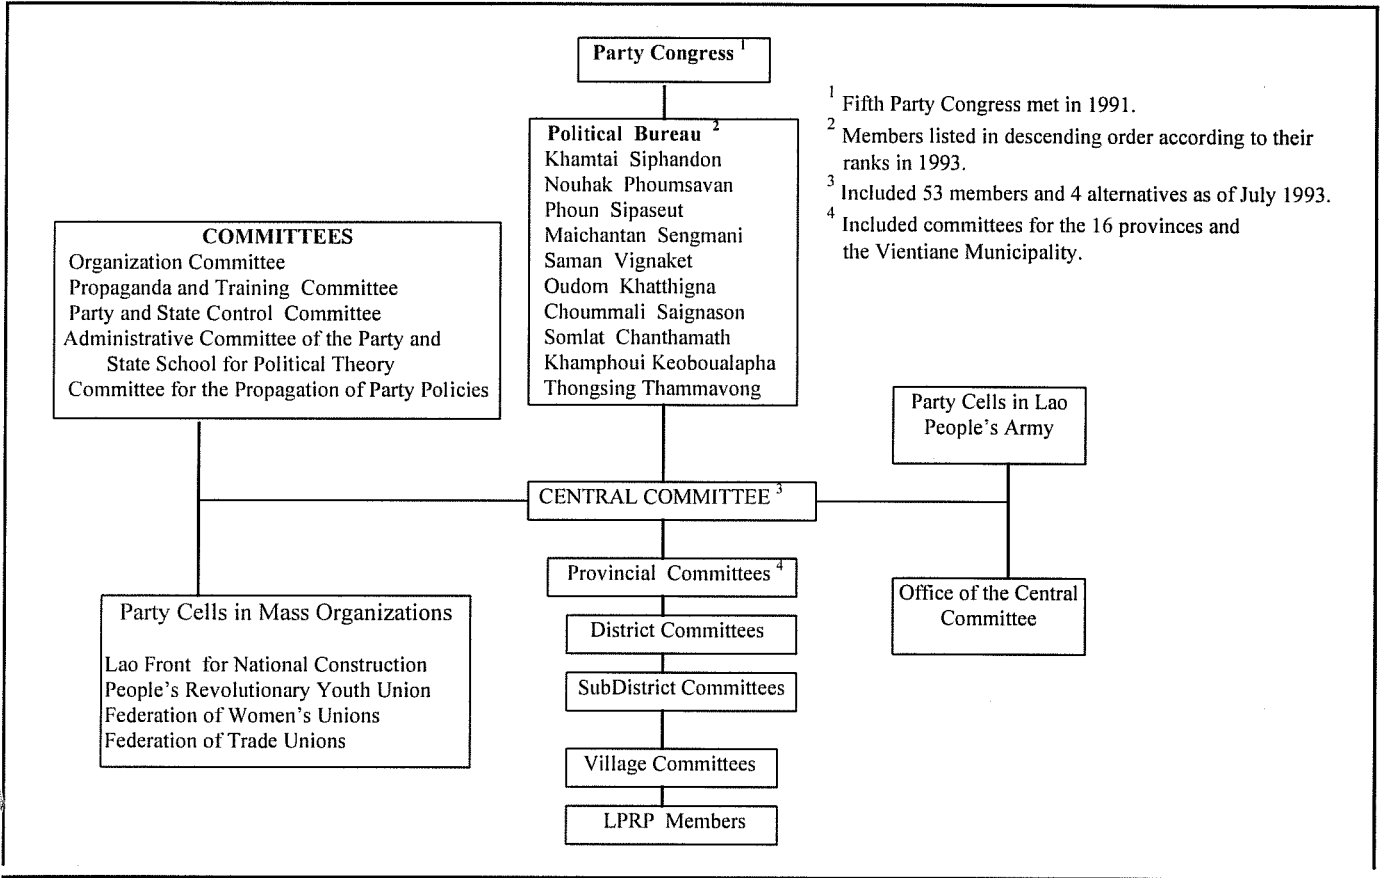 Party Congress 1
Political Bureau 2
Khamtai Siphandon
Nouhak Phoumsavan
Phoun Sipaseut
Maichantan Sengmani
Saman Vignaket
Oudom Khatthigna
Choummali Saignason
Somlat Chanthamath
Khamphoui Keoboualapha
Thongsing Thammavong
1 Fifth Party Congress met in 1991.
2 Members listed in descending order according to their
ranks in 1993.
3 Included 53 members and 4 alternatives as of July 1993.
4 Included committees for the 16 provinces and
the Vientiane Municipality.
COMMITTEES
Organization Committee
Propaganda and Training Committee
Party and State Control Committee
Administrative Committee of the Party and
State School for Political Theory
Committee for the Propagation of Party Policies
Party Cells in Lao
People's Army
CENTRAL COMMITTEE 3
Provincial Committees 4
District Committees
SubDistrict Committees
Village Committees
LPRP Members
Office of the Central
Committee
Party Cells in Mass Organizations
Lao Front for National Construction
People's Revolutionary Youth Union
Federation of Women's Unions
Federation of Trade Unions